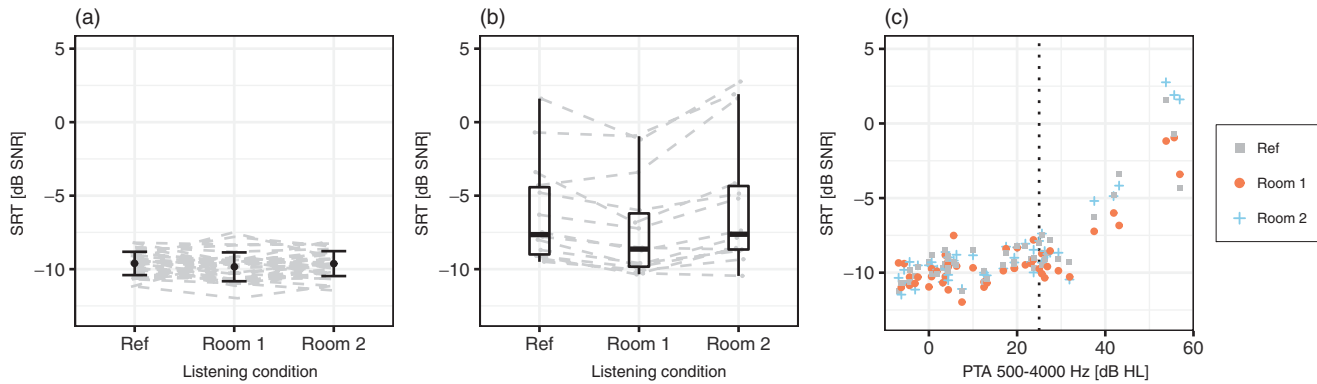 (a)
SRT [dB SNR]
5
0
−5
−10
Ref Room 1 Room 2
Listening condition
(b)
SRT [dB SNR]
5
0
−5
−10
Ref Room 1 Room 2
Listening condition
(c)
SRT [dB SNR]
5
0
−5
−10
0 20 40 60
PTA 500-4000 Hz [dB HL]
Ref
Room 1
Room 2